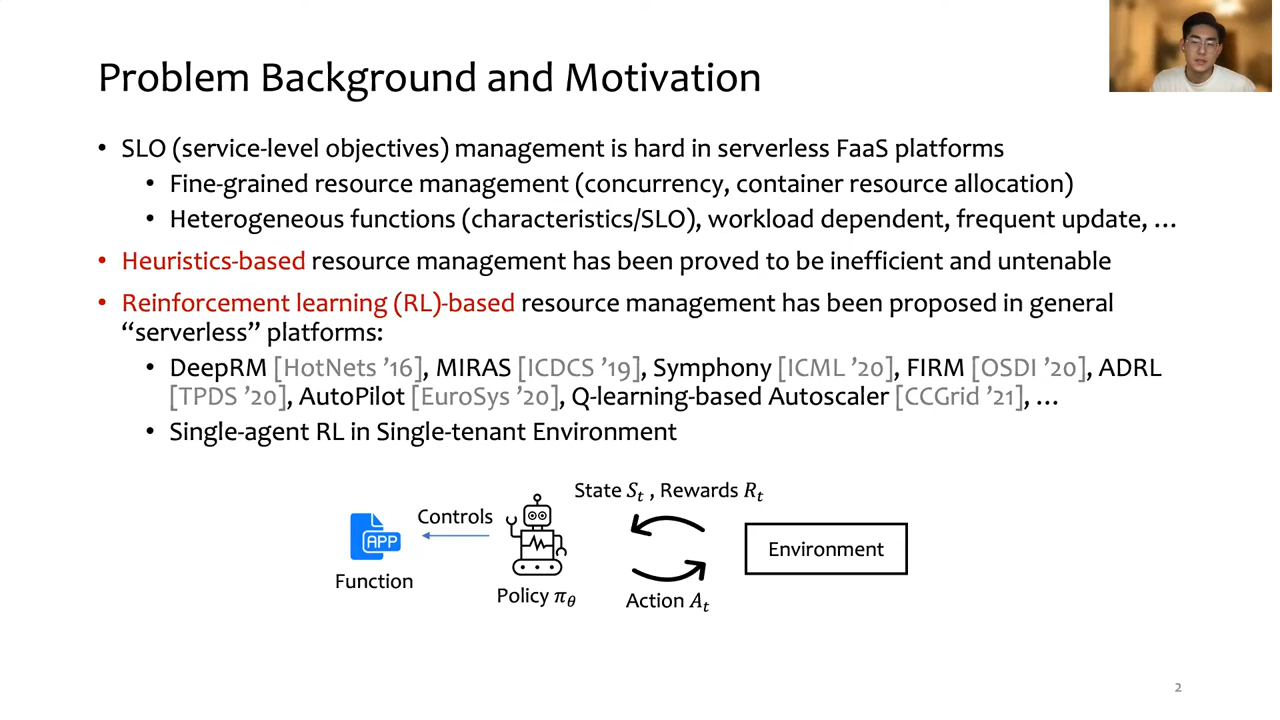 Problem Background and Motivation
• SLO (service-level objectives) management is hard in serverless FaaS platforms
• Fine-grained resource management (concurrency, container resource allocation)
• Heterogeneous functions (characteristics/SLO), workload dependent, frequent update, …
• Heuristics-based resource management has been proved to be inefficient and untenable
• Reinforcement learning (RL)-based resource management has been proposed in general
“serverless” platforms:
• DeepRM [HotNets ’16], MIRAS [ICDCS ’19], Symphony [ICML ’20], FIRM [OSDI ’20], ADRL
[TPDS ’20], AutoPilot [EuroSys ’20], Q-learning-based Autoscaler [CCGrid ’21], …
• Single-agent RL in Single-tenant Environment
State Sₜ , Rewards Rₜ
Controls
APP
Environment
Function
Policy π_θ
Action Aₜ
2